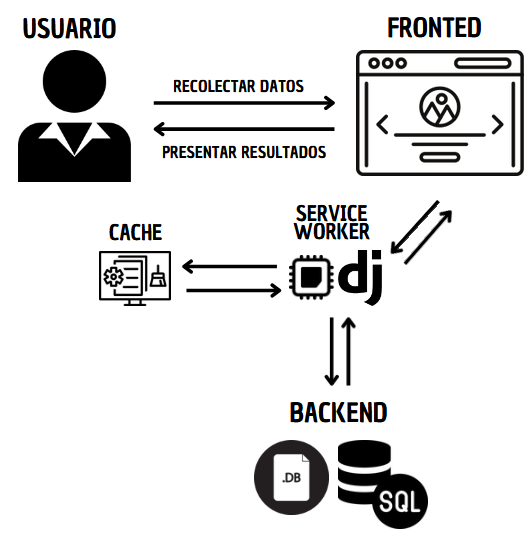 USUARIO
FRONTED
RECOLECTAR DATOS
PRESENTAR RESULTADOS
SERVICE
WORKER
CACHE
dj
BACKEND
.DB
SQL